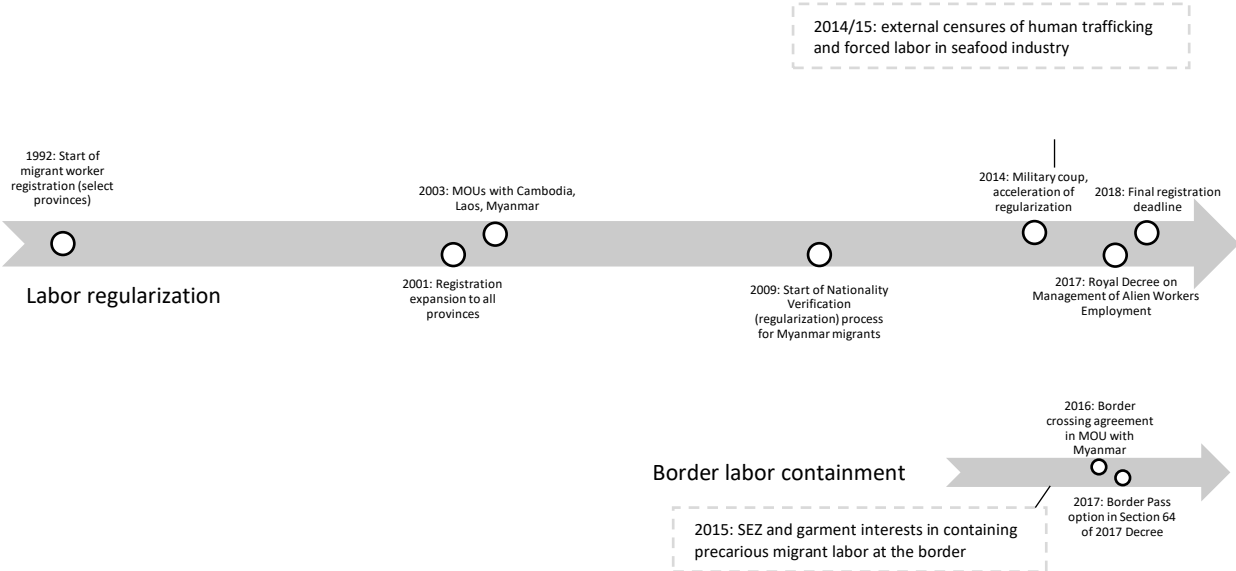 2014/15: external censures of human trafficking
and forced labor in seafood industry
1992: Start of
migrant worker
registration (select
provinces)
2003: MOUs with Cambodia,
Laos, Myanmar
2014: Military coup,
acceleration of
regularization
2018: Final registration
deadline
Labor regularization
2001: Registration
expansion to all
provinces
2009: Start of Nationality
Verification
(regularization) process
for Myanmar migrants
2017: Royal Decree on
Management of Alien Workers
Employment
2016: Border
crossing agreement
in MOU with
Myanmar
Border labor containment
2017: Border Pass
option in Section 64
of 2017 Decree
2015: SEZ and garment interests in containing
precarious migrant labor at the border